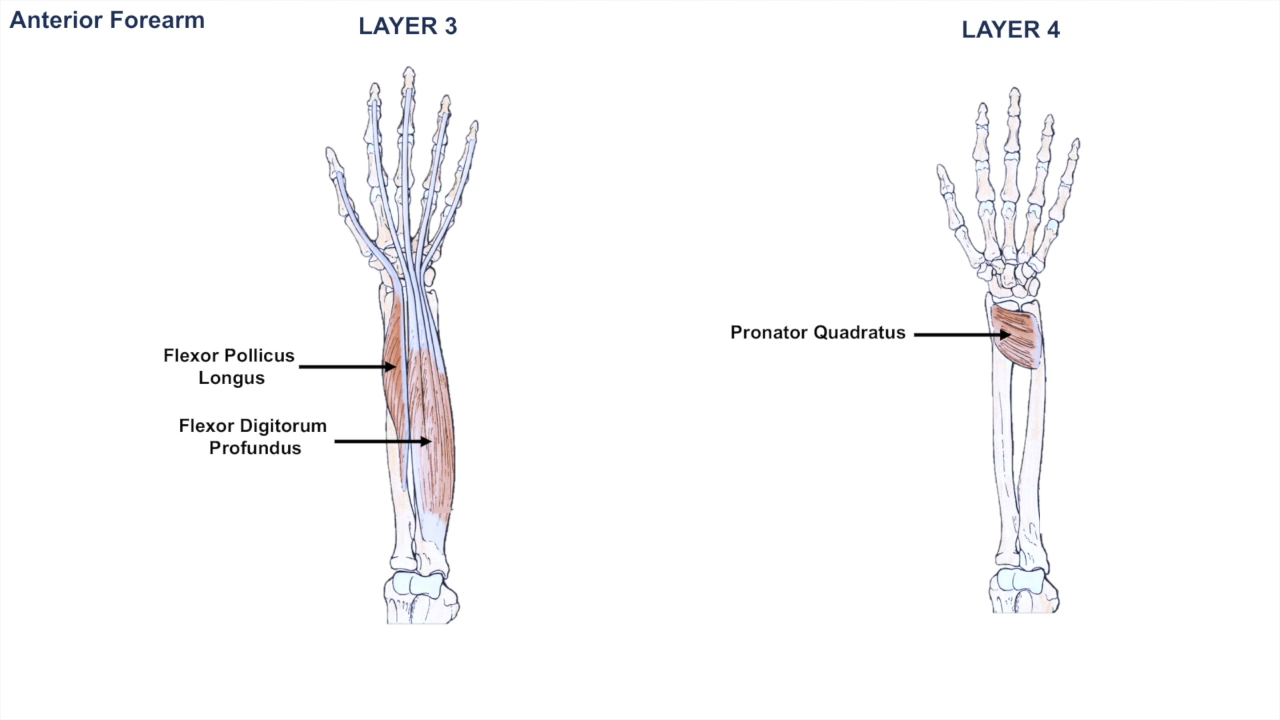 Anterior Forearm
LAYER 3
LAYER 4
Flexor Pollicus
Longus
Flexor Digitorum
Profundus
Pronator Quadratus